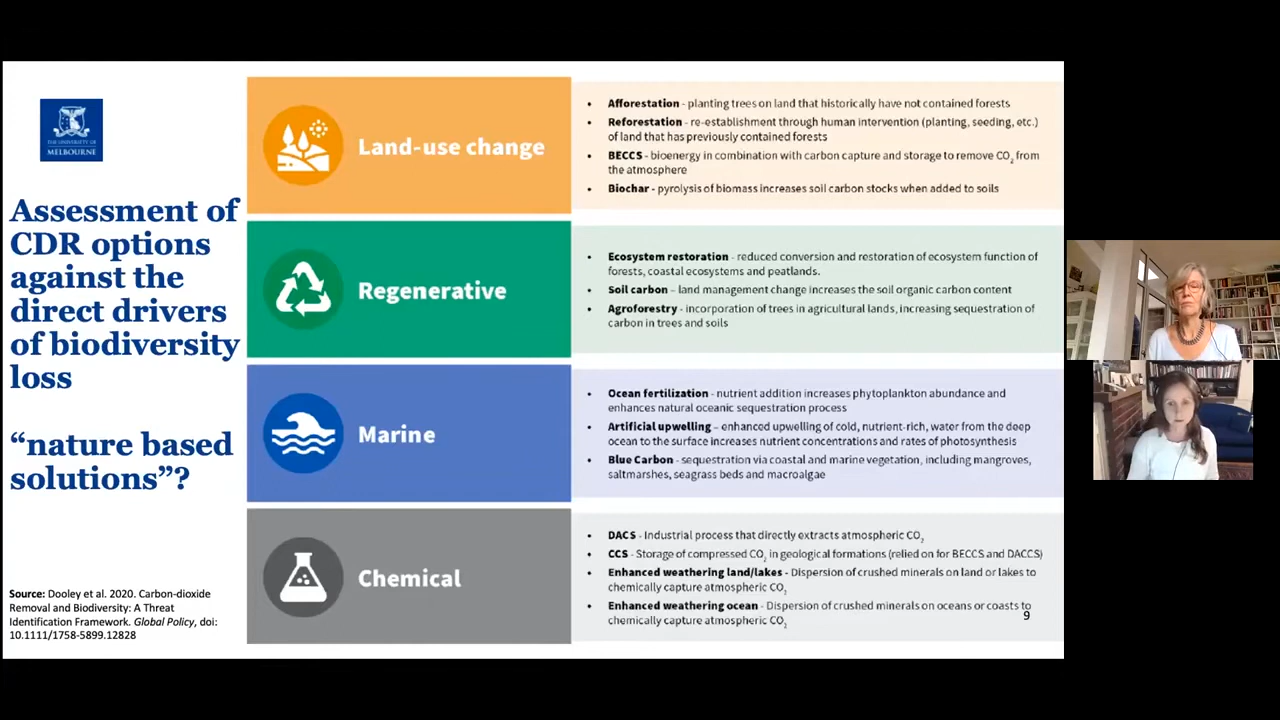 THE UNIVERSITY OF
MELBOURNE
Assessment of
CDR options
against the
direct drivers
of biodiversity
loss
“nature based
solutions”?
Source: Dooley et al. 2020. Carbon-dioxide
Removal and Biodiversity: A Threat
Identification Framework. Global Policy, doi:
10.1111/1758-5899.12828
Land-use change
• Afforestation - planting trees on land that historically have not contained forests
• Reforestation - re-establishment through human intervention (planting, seeding, etc.)
of land that has previously contained forests
• BECCS - bioenergy in combination with carbon capture and storage to remove CO₂ from
the atmosphere
• Biochar - pyrolysis of biomass increases soil carbon stocks when added to soils
Regenerative
• Ecosystem restoration - reduced conversion and restoration of ecosystem function of
forests, coastal ecosystems and peatlands.
• Soil carbon – land management change increases the soil organic carbon content
• Agroforestry - incorporation of trees in agricultural lands, increasing sequestration of
carbon in trees and soils
Marine
• Ocean fertilization - nutrient addition increases phytoplankton abundance and
enhances natural oceanic sequestration process
• Artificial upwelling – enhanced upwelling of cold, nutrient-rich, water from the deep
ocean to the surface increases nutrient concentrations and rates of photosynthesis
• Blue Carbon - sequestration via coastal and marine vegetation, including mangroves,
saltmarshes, seagrass beds and macroalgae
Chemical
• DACS - Industrial process that directly extracts atmospheric CO₂
• CCS - Storage of compressed CO₂ in geological formations (relied on for BECCS and DACCS)
• Enhanced weathering land/lakes - Dispersion of crushed minerals on land or lakes to
chemically capture atmospheric CO₂
• Enhanced weathering ocean - Dispersion of crushed minerals on oceans or coasts to
chemically capture atmospheric CO₂
9